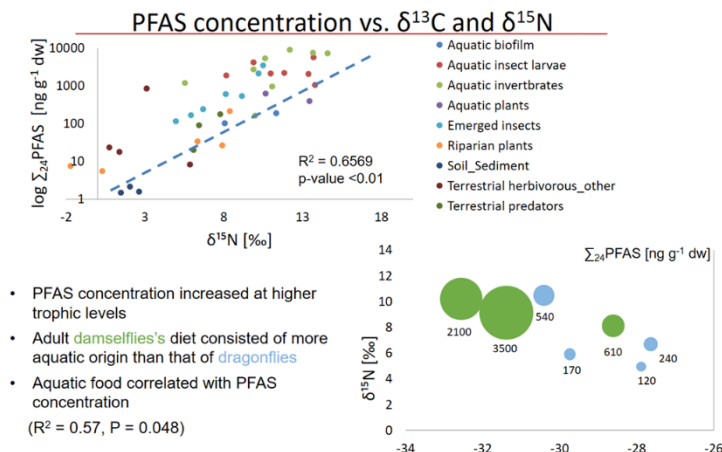 PFAS concentration vs. δ¹³C and δ¹⁵N
log ∑₂₄PFAS [ng g⁻¹ dw]
10000
1000
100
10
1
-2
3
8
13
18
δ¹⁵N [‰]
R² = 0.6569
p-value <0.01
Aquatic biofilm
Aquatic insect larvae
Aquatic invertbrates
Aquatic plants
Emerged insects
Riparian plants
Soil_Sediment
Terrestrial herbivorous_other
Terrestrial predators
• PFAS concentration increased at higher
trophic levels
• Adult damselflies's diet consisted of more
aquatic origin than that of dragonflies
• Aquatic food correlated with PFAS
concentration
(R² = 0.57, P = 0.048)
∑₂₄PFAS [ng g⁻¹ dw]
δ¹⁵N [‰]
14
12
10
8
6
4
2
0
2100
3500
540
170
610
120
240
-34
-32
-30
-28
-26